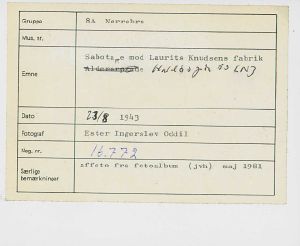 Gruppe 8A Nørrebro
Mus. nr.
Sabotage mod Laurits Knudsens fabrik
Emne
Dato 23/8 1943
Fotograf Ester Ingerslev Oddil
Neg. nr. 16.772
affoto fra fotoalbum (jvh) maj 1981
Særlige
bemærkninger